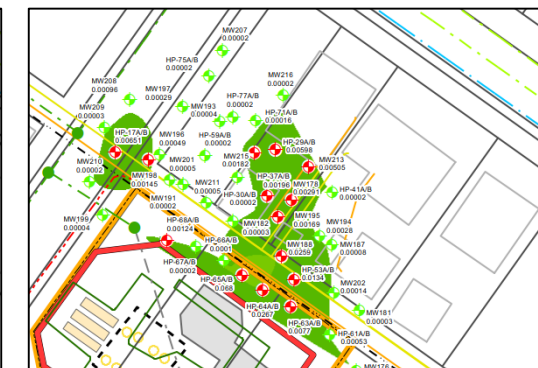 MW207
0.00002
HP-75A/B
0.00002
MW208
0.00096
MW197
0.00029
MW216
0.00002
HP-77A/B
0.00002
MW209
0.00003
MW193
0.00004
HP-71A/B
0.00016
HP-17A/B
0.00651
MW196
0.00049
HP-59A/B
0.00002
HP-29A/B
0.00598
MW210
0.00002
MW201
0.00005
MW215
0.00182
MW213
0.00505
MW198
0.00145
MW211
0.00005
HP-37A/B
0.00196
MW178
0.00291
HP-41A/B
0.00002
MW191
0.00002
HP-30A/B
0.00002
MW199
0.00004
HP-68A/B
0.00124
MW182
0.00003
MW195
0.00169
MW194
0.00028
HP-66A/B
0.0001
MW188
0.0259
MW187
0.00008
HP-67A/B
0.00002
HP-65A/B
0.068
HP-53A/B
0.0134
MW202
0.00014
HP-64A/B
0.0267
MW181
0.00003
HP-63A/B
0.0077
HP-61A/B
0.00053
MW176